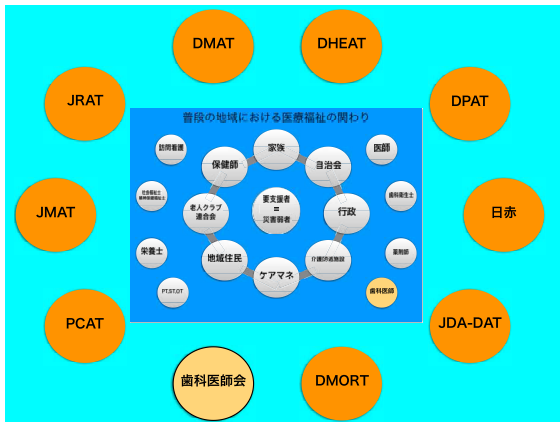 DMAT
DHEAT
JRAT
DPAT
普段の地域における医療福祉の関わり
訪問看護
家族
医師
保健師
自治会
社会福祉士
精神保健福祉士
老人クラブ
連合会
要支援者
=
災害弱者
行政
歯科衛生士
JMAT
日赤
栄養士
地域住民
介護関連施設
薬剤師
ケアマネ
PT.ST.OT
歯科医師
PCAT
JDA-DAT
歯科医師会
DMORT